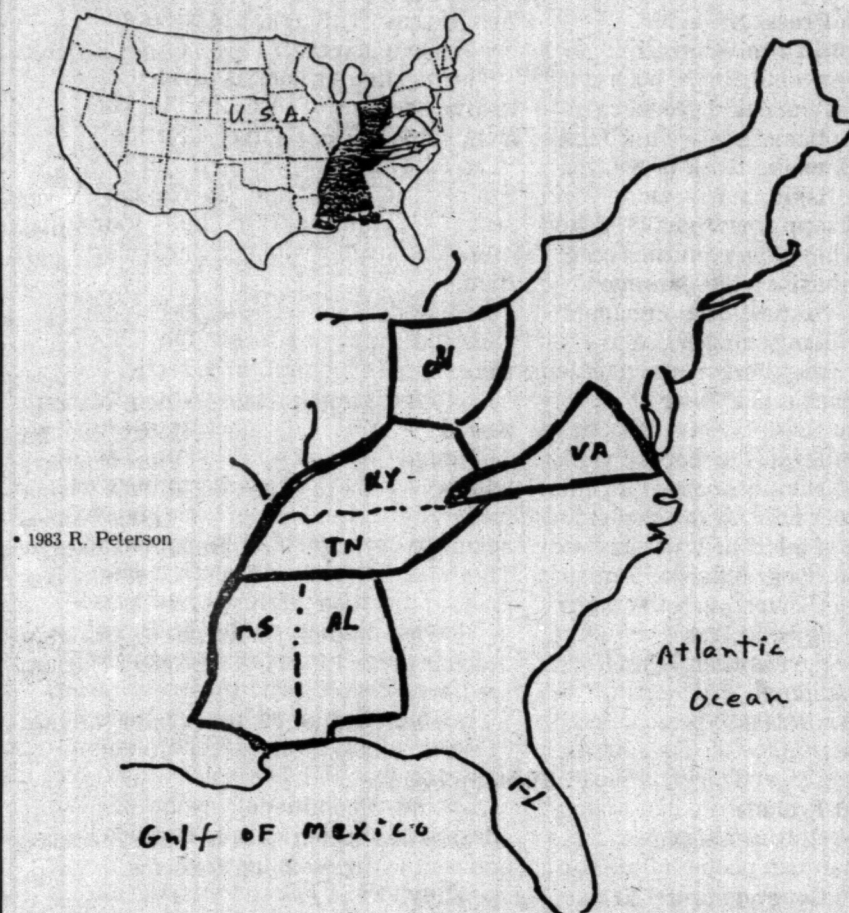 U.S.A.
OH
VA
KY
TN
• 1983 R. Peterson
MS AL
Atlantic
Ocean
FL
Gulf OF mexico